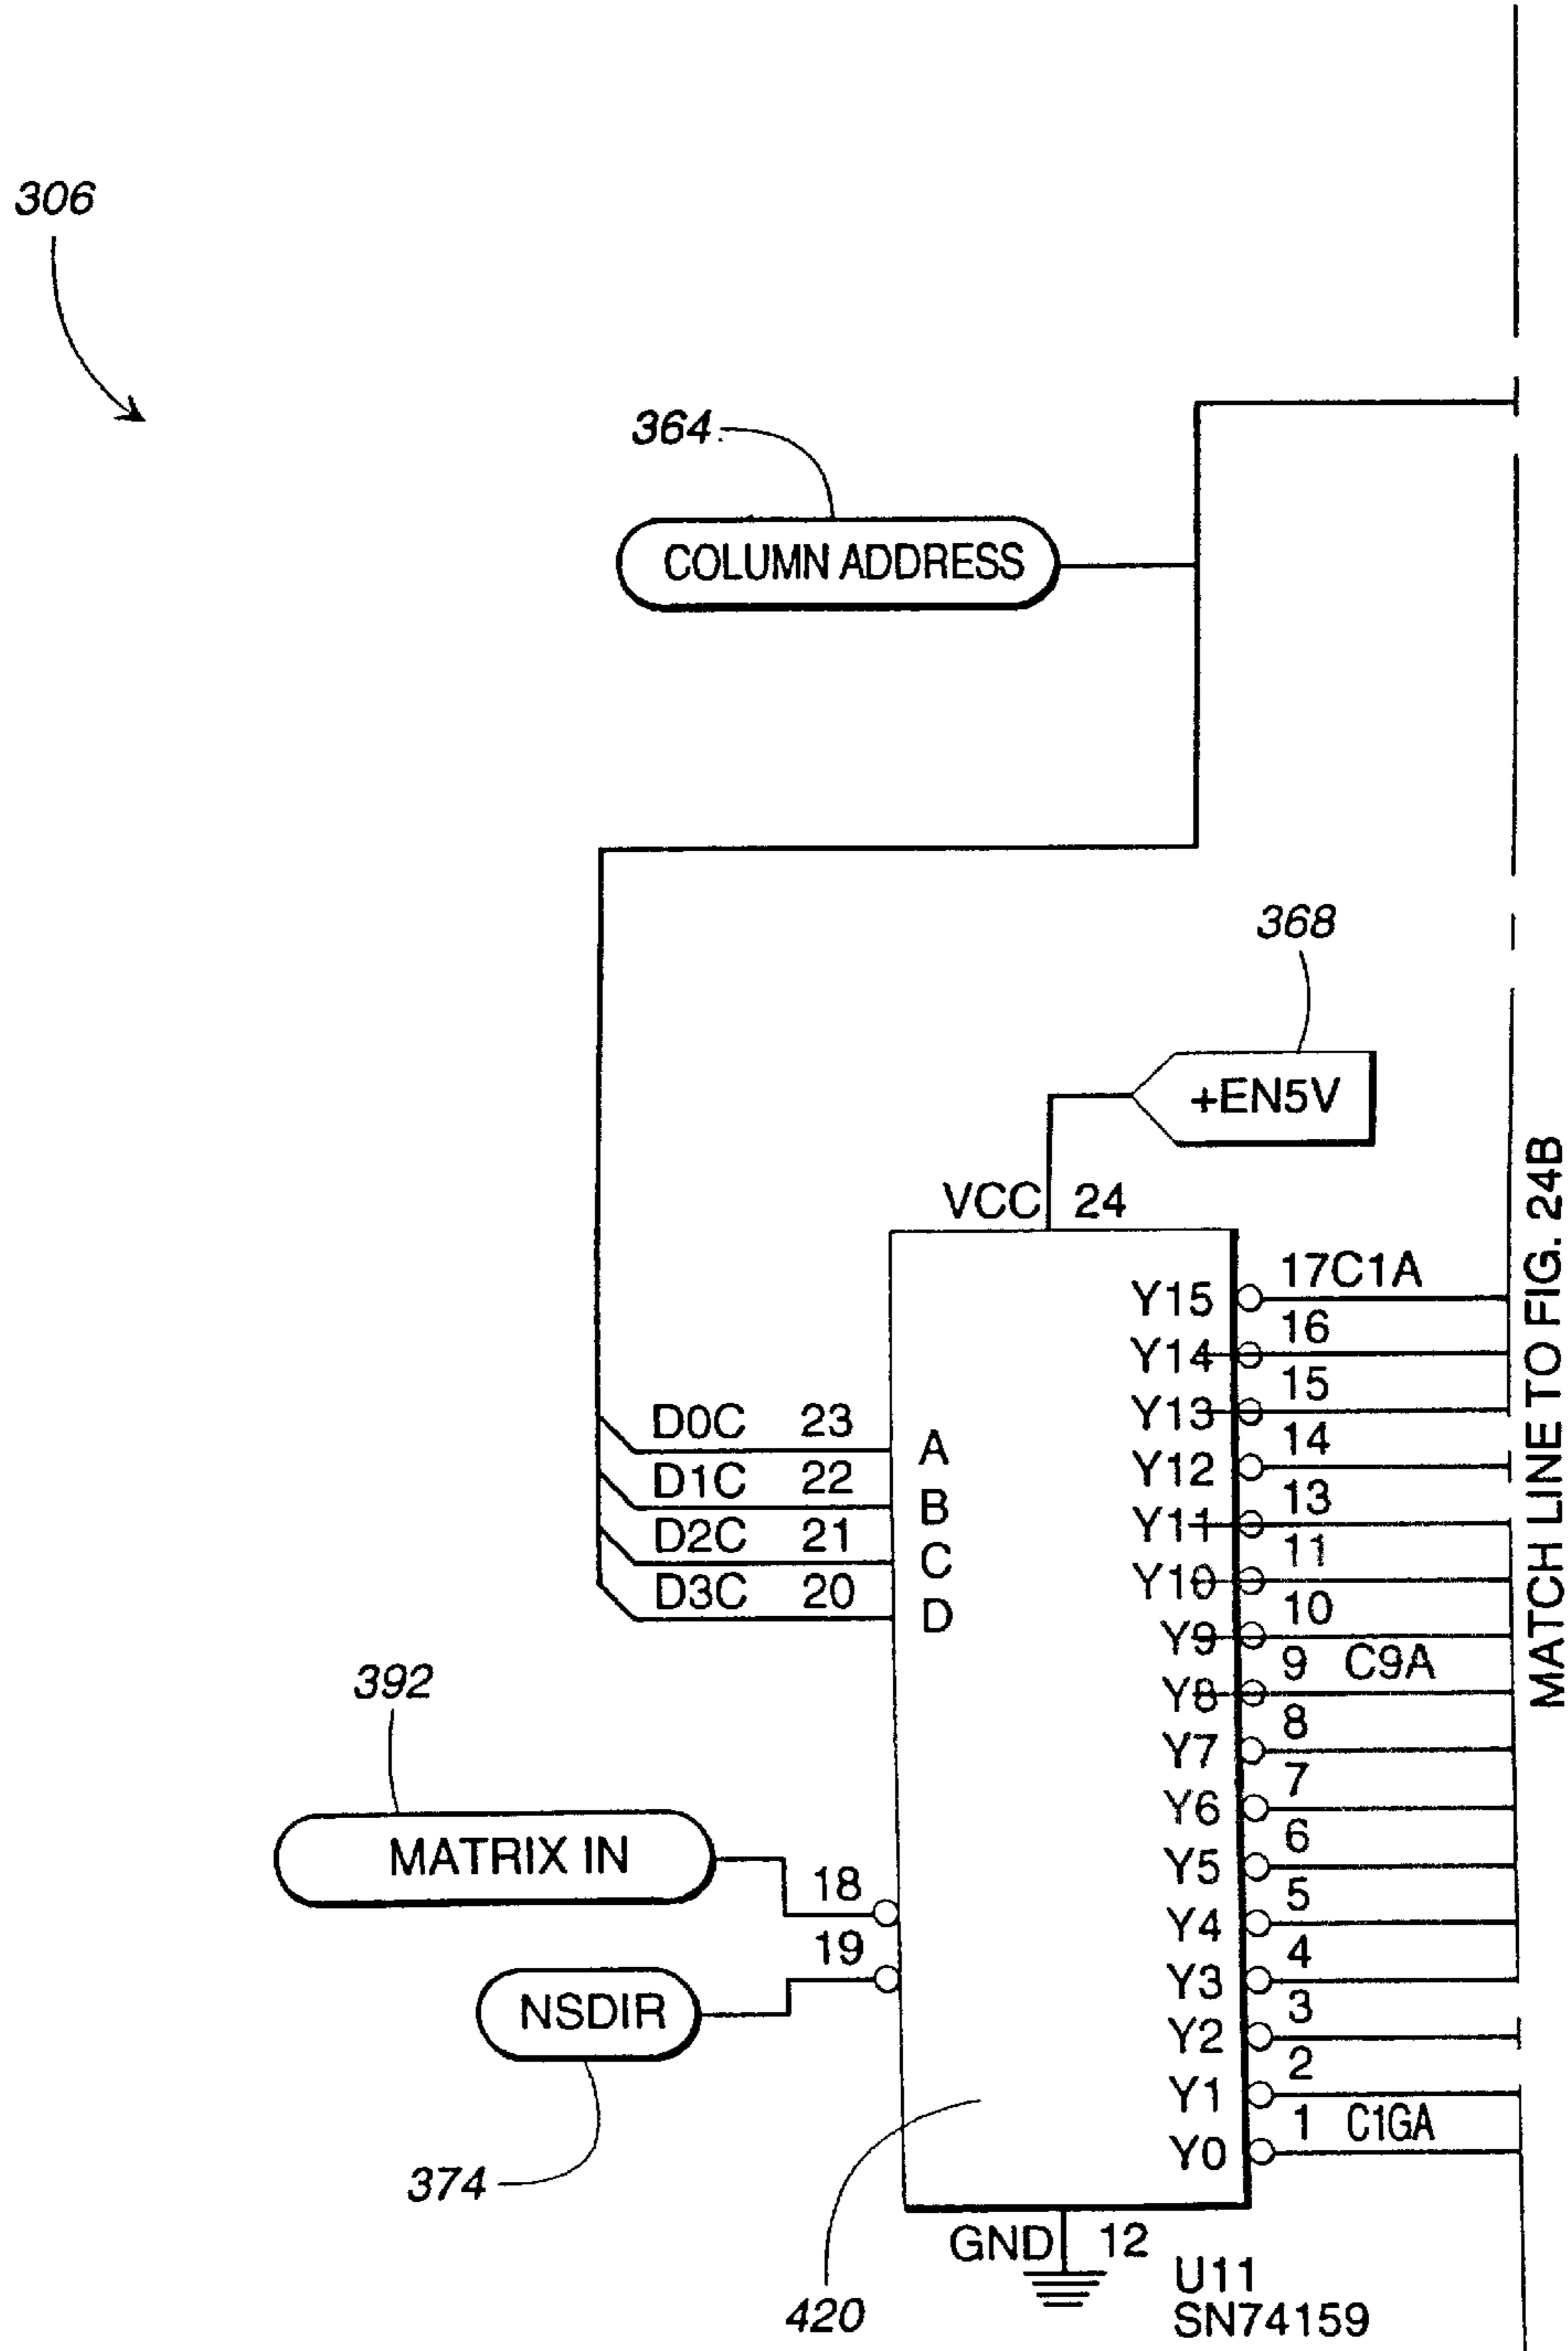 306
364
COLUMN ADDRESS
368
+EN5V
VCC 24
17C1A
Y15
16
Y14
15
Y13
14
Y12
13
Y11
11
Y10
10
Y9
9 C9A
Y8
8
Y7
7
Y6
6
Y5
5
Y4
4
Y3
3
Y2
2
Y1
1 C1GA
Y0
D0C 23
A
D1C 22
B
D2C 21
C
D3C 20
D
392
MATRIX IN
18
19
NSDIR
374
GND 12
420
U11
SN74159
MATCH LINE TO FIG. 24B